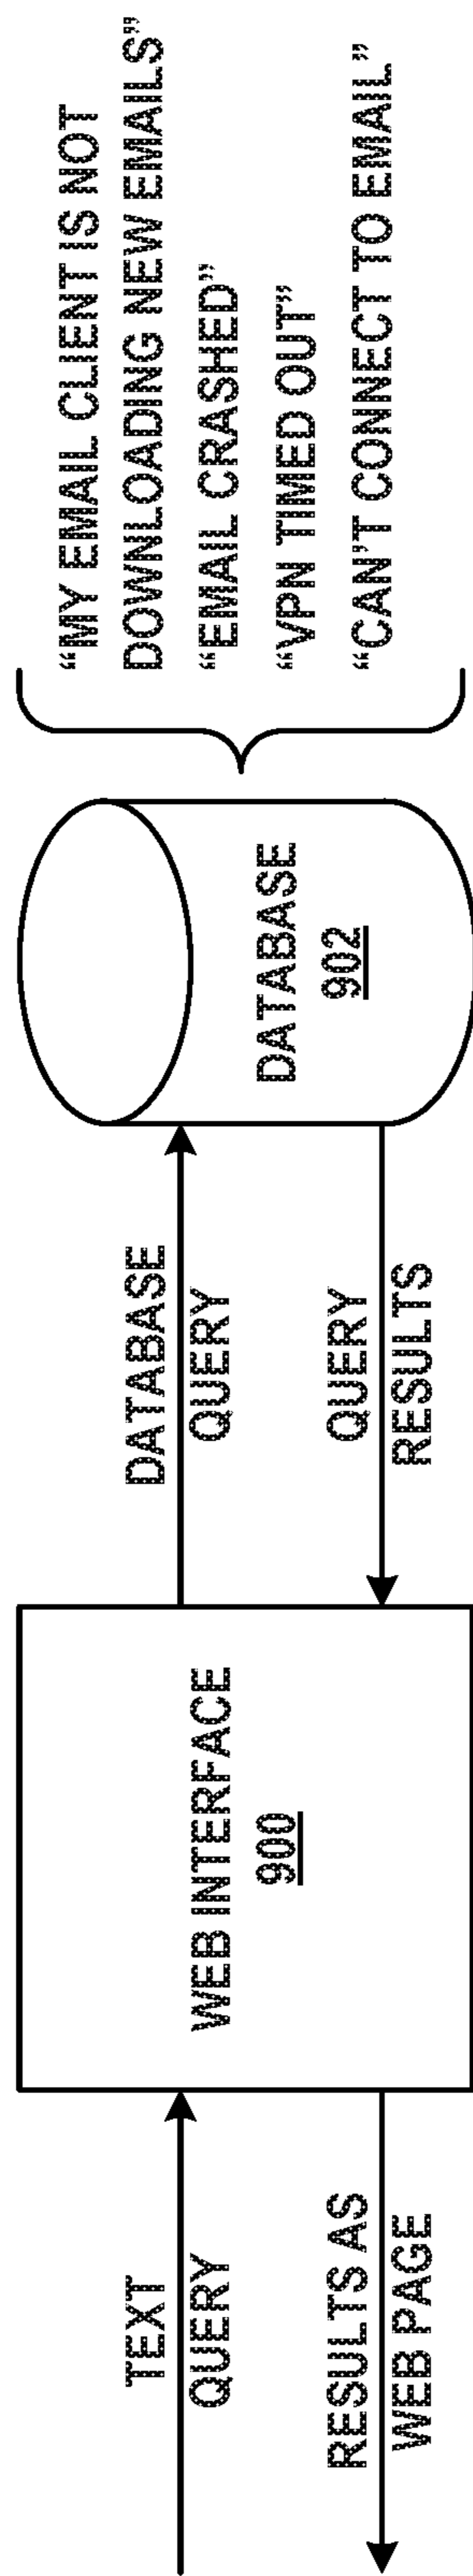 TEXT
QUERY
RESULTS AS
WEB PAGE
WEB INTERFACE
900
DATABASE
QUERY
QUERY
RESULTS
DATABASE
902
“MY EMAIL CLIENT IS NOT
DOWNLOADING NEW EMAILS”
“EMAIL CRASHED”
“VPN TIMED OUT”
“CAN’T CONNECT TO EMAIL”